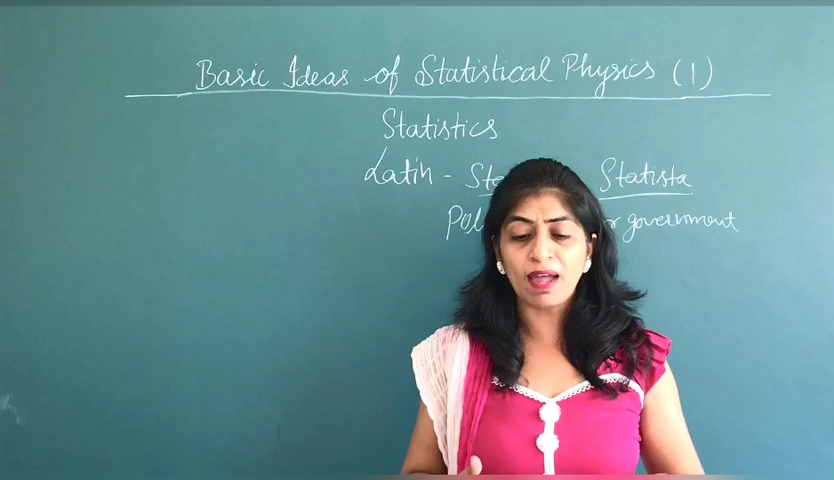 Basic Ideas of Statistical Physics (1)
Statistics
Latin - Statista
government